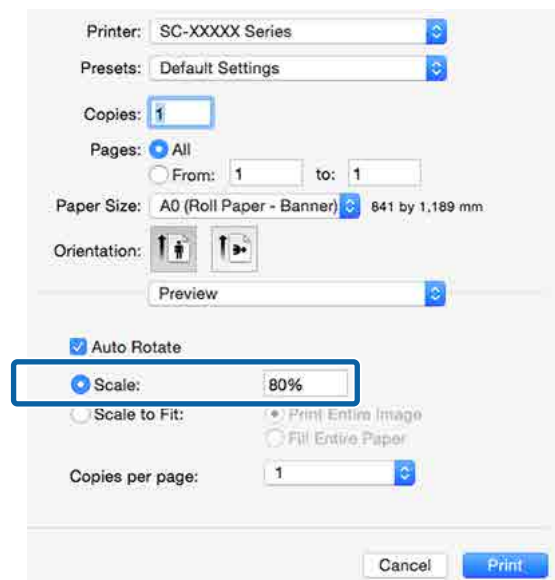 Printer: SC-XXXXX Series
Presets: Default Settings
Copies: 1
Pages: All
From: 1 to: 1
Paper Size: A0 (Roll Paper - Banner) 841 by 1,189 mm
Orientation:
Preview
Auto Rotate
Scale: 80%
Scale to Fit: Print Entire Image
Fill Entire Paper
Copies per page: 1
Cancel Print